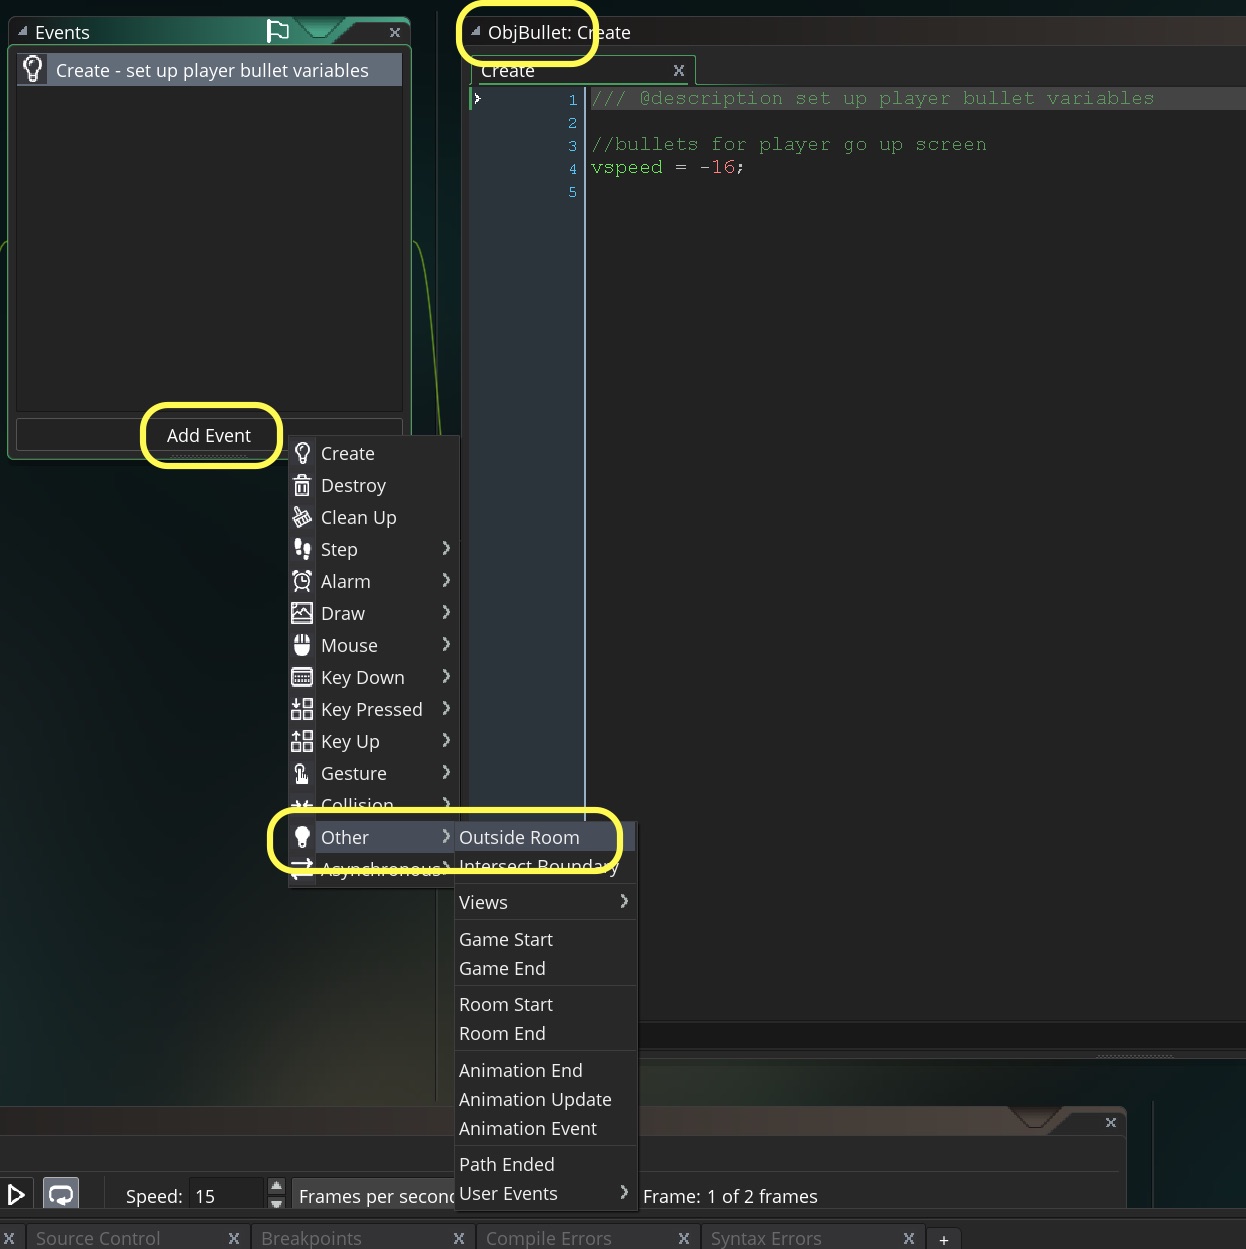 Events
Create - set up player bullet variables
Add Event
ObjBullet: Create
Create
1 /// @description set up player bullet variables
2
3 //bullets for player go up screen
4 vspeed = -16;
5
Create
Destroy
Clean Up
Step
Alarm
Draw
Mouse
Key Down
Key Pressed
Key Up
Gesture
Collision
Other
Asynchronous
Outside Room
Intersect Boundary
Views
Game Start
Game End
Room Start
Room End
Animation End
Animation Update
Animation Event
Path Ended
User Events
Speed: 15 Frames per second Frame: 1 of 2 frames
Source Control Breakpoints Compile Errors Syntax Errors +